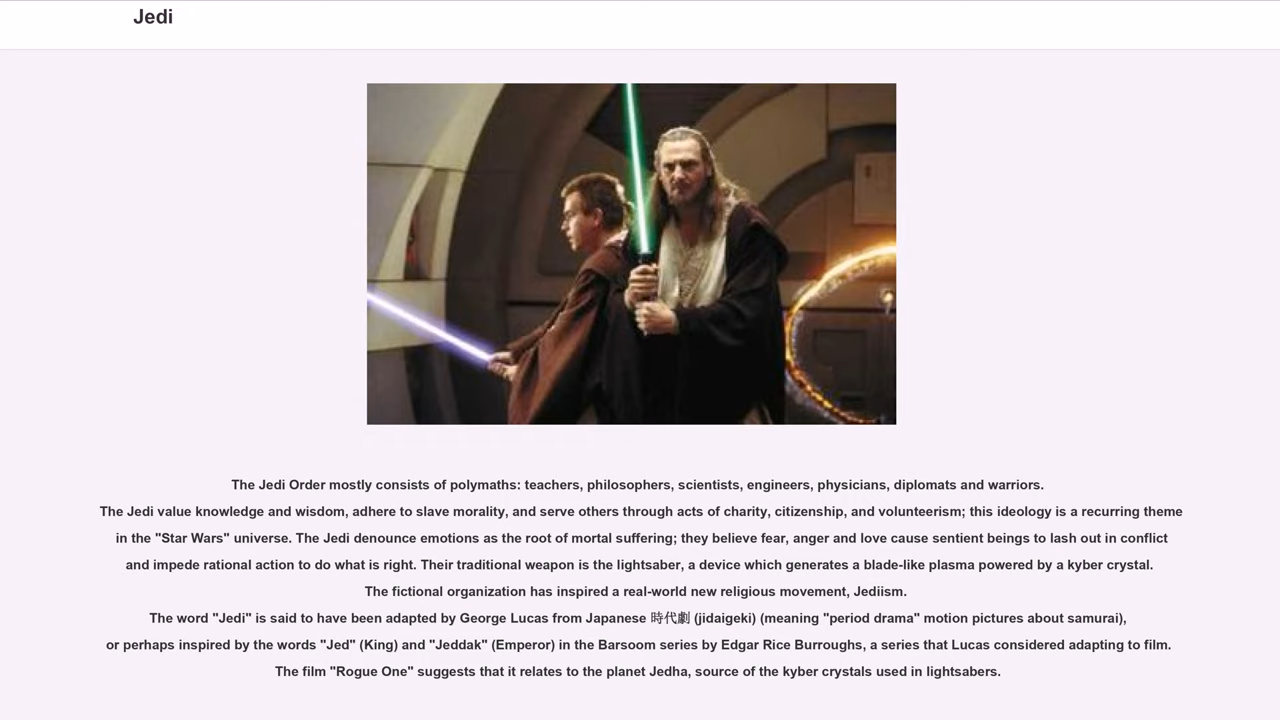 Jedi
The Jedi Order mostly consists of polymaths: teachers, philosophers, scientists, engineers, physicians, diplomats and warriors.
The Jedi value knowledge and wisdom, adhere to slave morality, and serve others through acts of charity, citizenship, and volunteerism; this ideology is a recurring theme
in the "Star Wars" universe. The Jedi denounce emotions as the root of mortal suffering; they believe fear, anger and love cause sentient beings to lash out in conflict
and impede rational action to do what is right. Their traditional weapon is the lightsaber, a device which generates a blade-like plasma powered by a kyber crystal.
The fictional organization has inspired a real-world new religious movement, Jediism.
The word "Jedi" is said to have been adapted by George Lucas from Japanese 時代劇 (jidaigeki) (meaning "period drama" motion pictures about samurai),
or perhaps inspired by the words "Jed" (King) and "Jeddak" (Emperor) in the Barsoom series by Edgar Rice Burroughs, a series that Lucas considered adapting to film.
The film "Rogue One" suggests that it relates to the planet Jedha, source of the kyber crystals used in lightsabers.